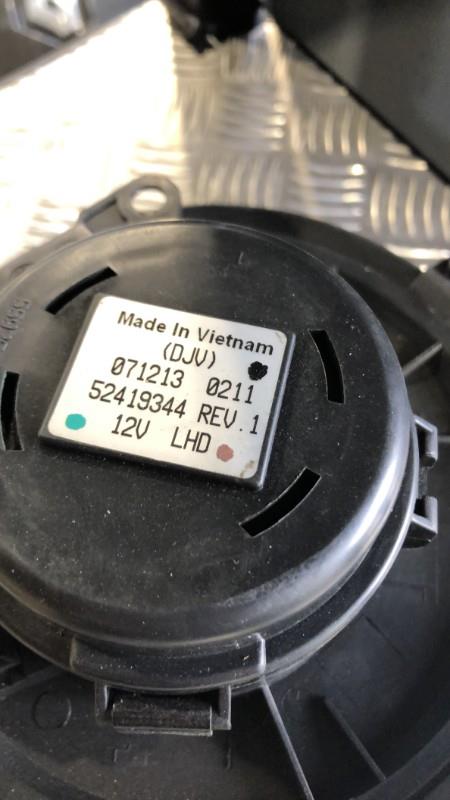 Made In Vietnam
(DJV)
071213 0211
52419344 REV.1
12V LHD